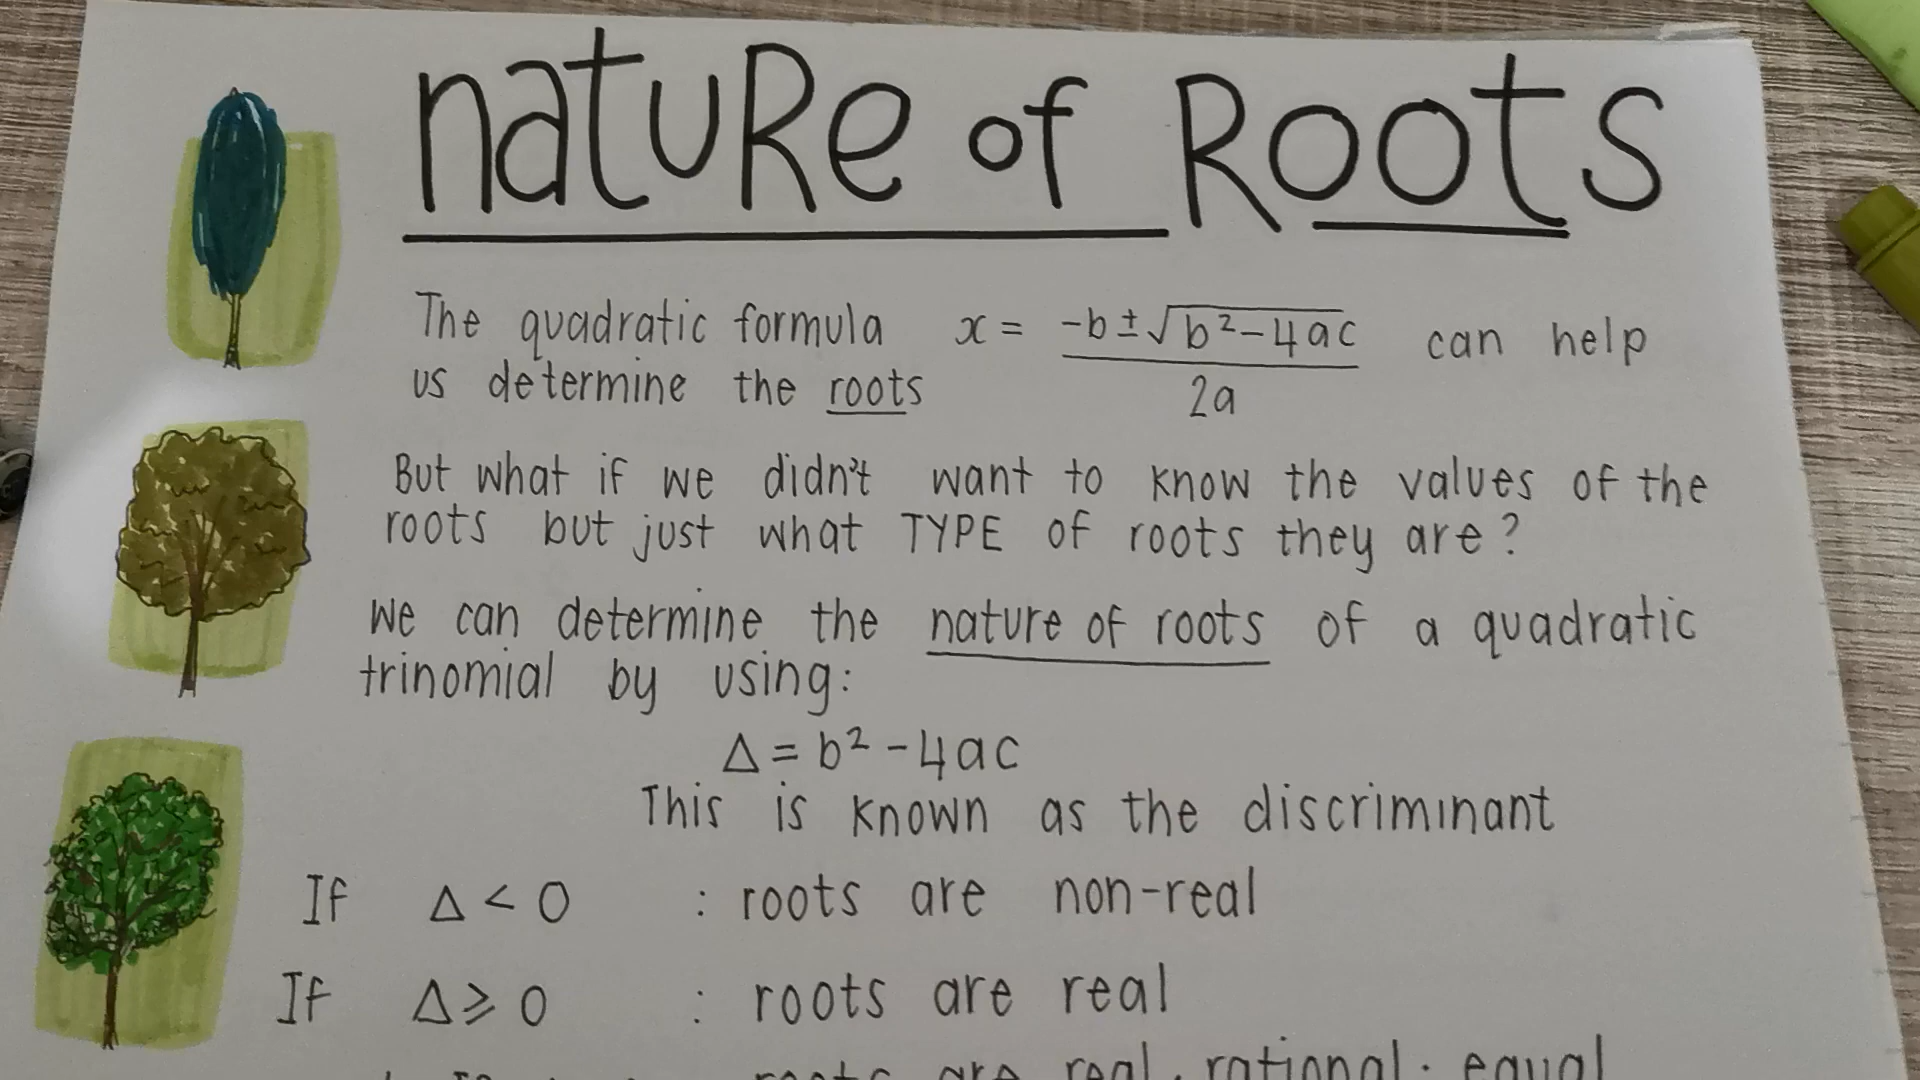 nature of Roots
The quadratic formula x = -b±√b²-4ac / 2a can help
us determine the roots
But what if we didn't want to know the values of the
roots but just what TYPE of roots they are?
We can determine the nature of roots of a quadratic
trinomial by using:
Δ = b² - 4ac
This is known as the discriminant
If Δ < 0 : roots are non-real
If Δ ⩾ 0 : roots are real
roots are real, rational; equal